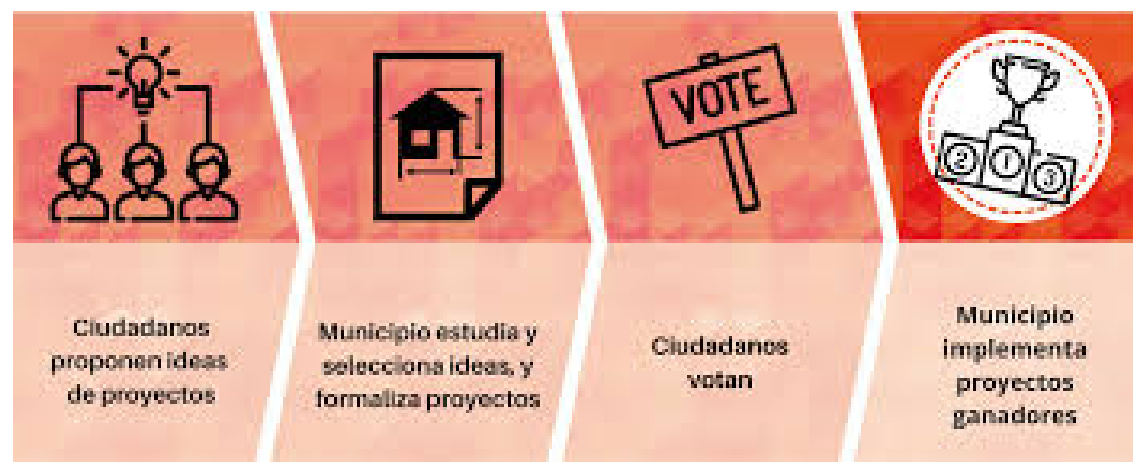 VOTE
2 1 3
Ciudadanos
proponen ideas
de proyectos
Municipio estudia y
selecciona ideas, y
formaliza proyectos
Ciudadanos
votan
Municipio
implementa
proyectos
ganadores